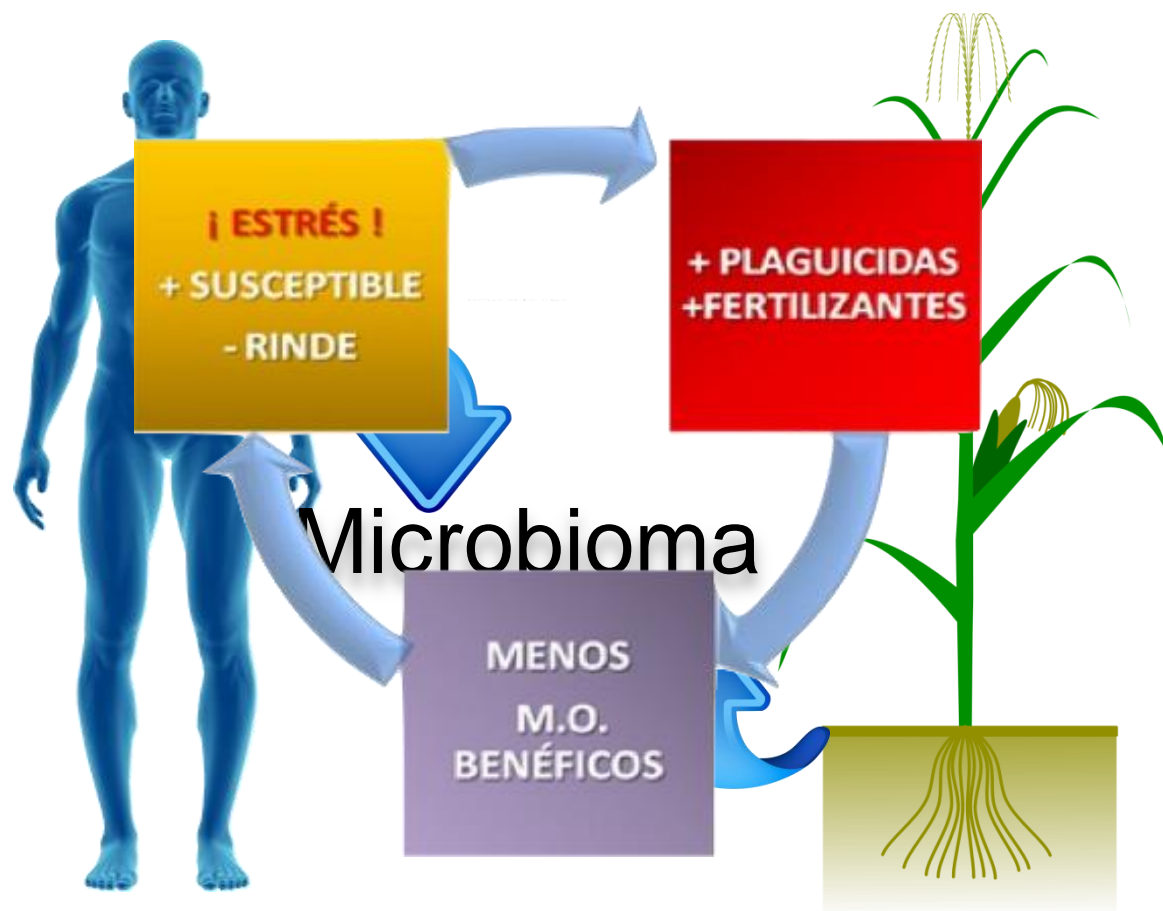 ¡ ESTRÉS !
+ SUSCEPTIBLE
- RINDE
+ PLAGUICIDAS
+FERTILIZANTES
Microbioma
MENOS
M.O.
BENÉFICOS